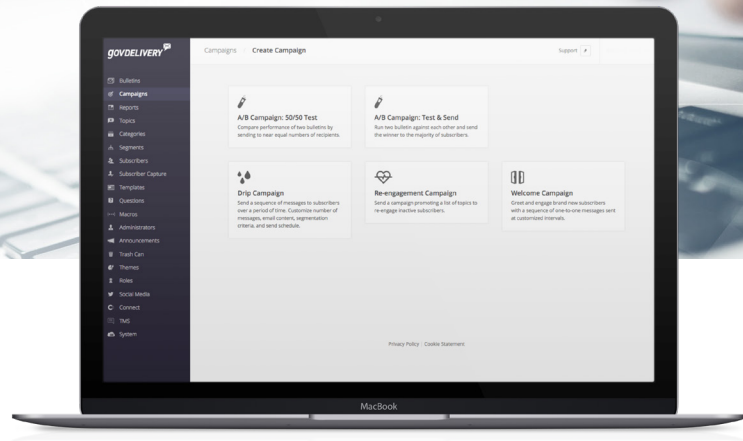 GOVDELIVERY
Campaigns Create Campaign
Support
Bulletins
Campaigns
Reports
Topics
Categories
Segments
Subscribers
Subscriber Capture
Templates
Questions
Macros
Administrators
Announcements
Trash Can
Themes
Roles
Social Media
Connect
TMS
System
A/B Campaign: 50/50 Test
Compare performance of two bulletins by
sending to near equal numbers of recipients.
A/B Campaign: Test & Send
Run two bulletin against each other and send
the winner to the majority of subscribers.
Drip Campaign
Send a sequence of messages to subscribers
over a period of time. Customize number of
messages, email content, segmentation
criteria, and send schedule.
Re-engagement Campaign
Send a campaign promoting a list of topics to
re-engage inactive subscribers.
Welcome Campaign
Greet and engage brand new subscribers
with a sequence of one-to-one messages sent
at customized intervals.
Privacy Policy | Cookie Statement
MacBook